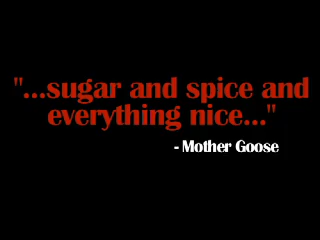 "...sugar and spice and
everything nice..."
- Mother Goose